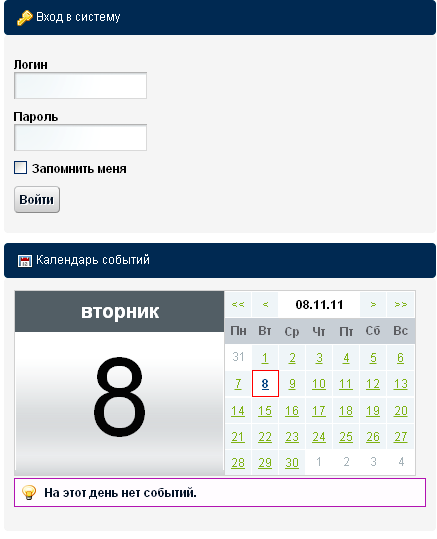 Вход в систему
Логин
Пароль
Запомнить меня
Войти
Календарь событий
вторник
8
<< < 08.11.11 > >>
Пн Вт Ср Чт Пт Сб Вс
31 1 2 3 4 5 6
7 8 9 10 11 12 13
14 15 16 17 18 19 20
21 22 23 24 25 26 27
28 29 30 1 2 3 4
На этот день нет событий.